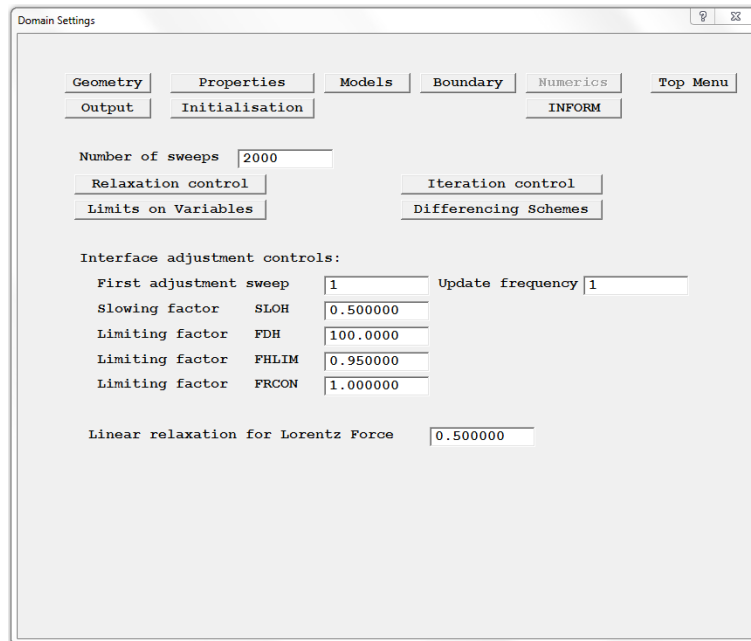 Domain Settings
Geometry Properties Models Boundary Numerics Top Menu
Output Initialisation INFORM
Number of sweeps 2000
Relaxation control Iteration control
Limits on Variables Differencing Schemes
Interface adjustment controls:
First adjustment sweep 1 Update frequency 1
Slowing factor SLOH 0.500000
Limiting factor FDH 100.0000
Limiting factor FHLIM 0.950000
Limiting factor FRCON 1.000000
Linear relaxation for Lorentz Force 0.500000